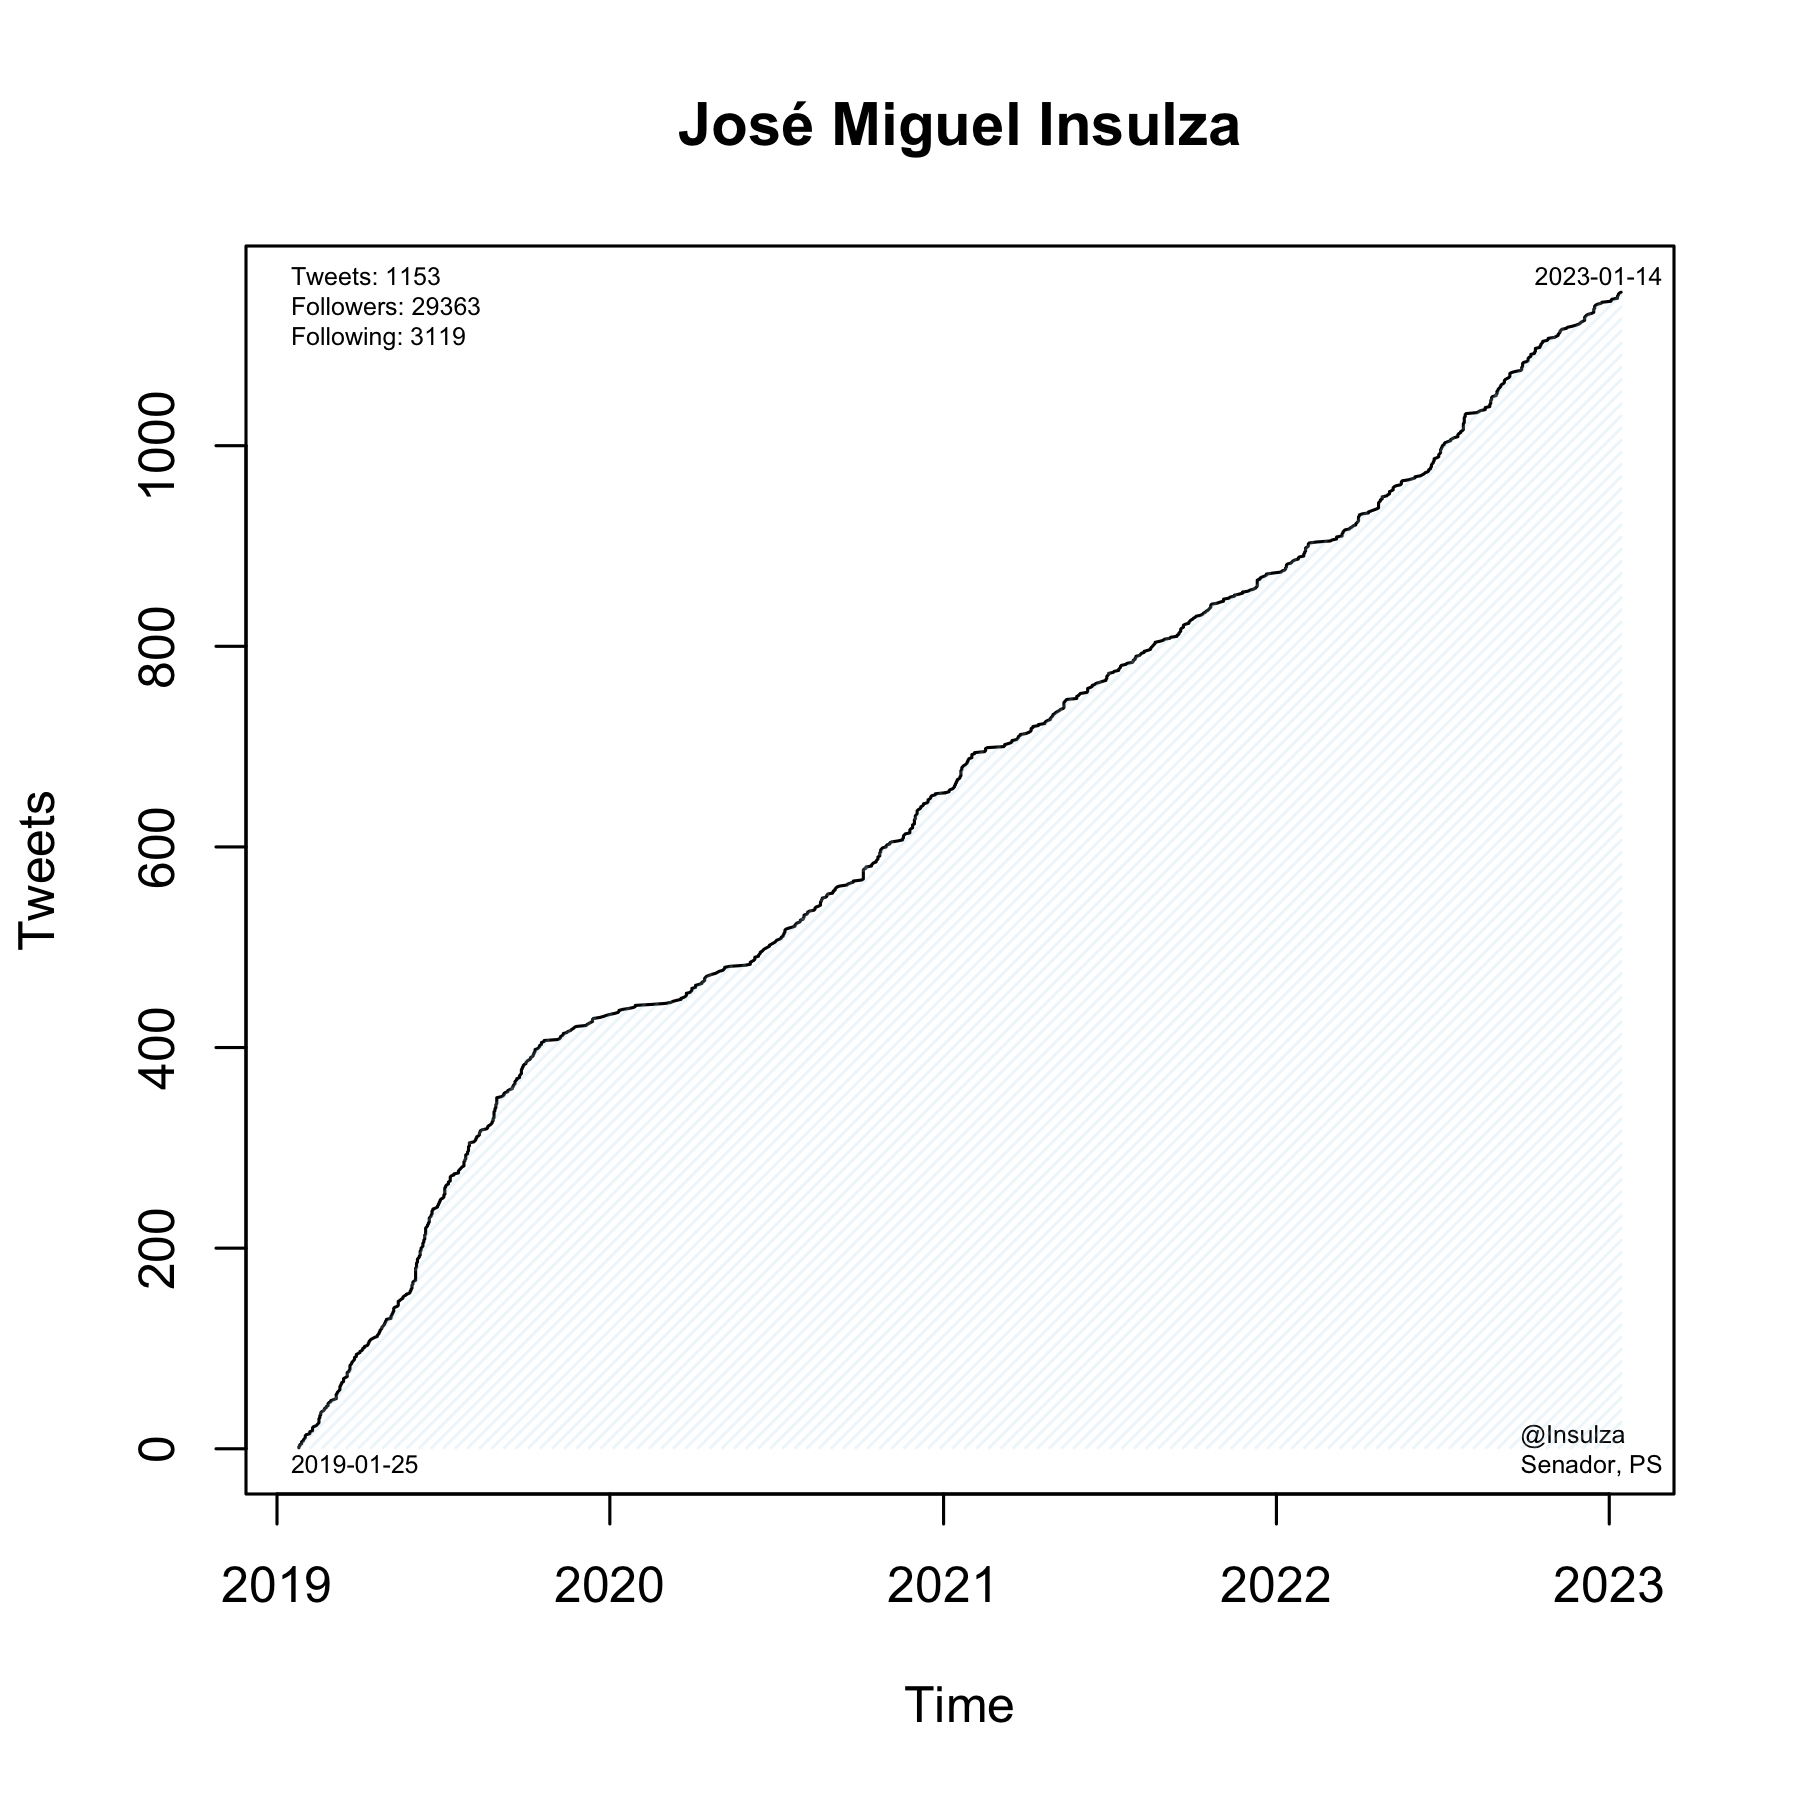 José Miguel Insulza
Tweets: 1153
Followers: 29363
Following: 3119
2023-01-14
Tweets
1000
800
600
400
200
0
2019-01-25
@Insulza
Senador, PS
2019 2020 2021 2022 2023
Time